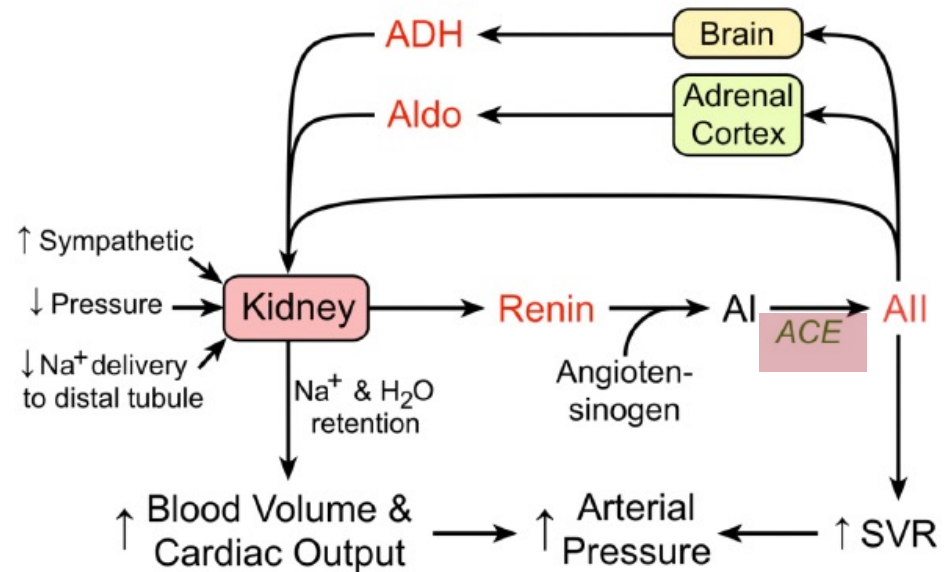 ADH
Brain
Aldo
Adrenal
Cortex
↑ Sympathetic
↓ Pressure
↓ Na⁺ delivery
to distal tubule
Kidney
Renin
AI
ACE
AII
Angioten-
sinogen
Na⁺ & H₂O
retention
↑ Blood Volume &
Cardiac Output
↑ Arterial
Pressure
↑ SVR